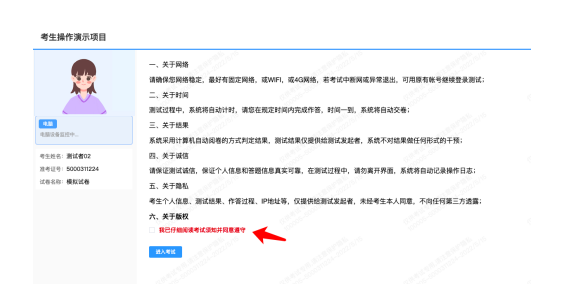 考生操作演示项目
电脑
电脑设备监控中...
考生姓名：测试者02
准考证号：5000311224
试卷名称：模拟试卷
一、关于网络
请确保您网络稳定，最好有固定网络，或WIFI，或4G网络，若考试中断网或异常退出，可用原有帐号继续登录测试；
二、关于时间
测试过程中，系统将自动计时，请您在规定时间内完成作答，时间一到，系统将自动交卷；
三、关于结果
系统采用计算机自动阅卷的方式判定结果，测试结果仅提供给测试发起者，系统不对结果做任何形式的干预；
四、关于诚信
请保证测试诚信，保证个人信息和答题信息真实可靠，在测试过程中，请勿离开界面，系统将自动记录操作日志；
五、关于隐私
考生个人信息、测试结果、作答过程、IP地址等，仅提供给测试发起者，未经考生本人同意，不向任何第三方透露；
六、关于版权
我已仔细阅读考试须知并同意遵守
进入考试